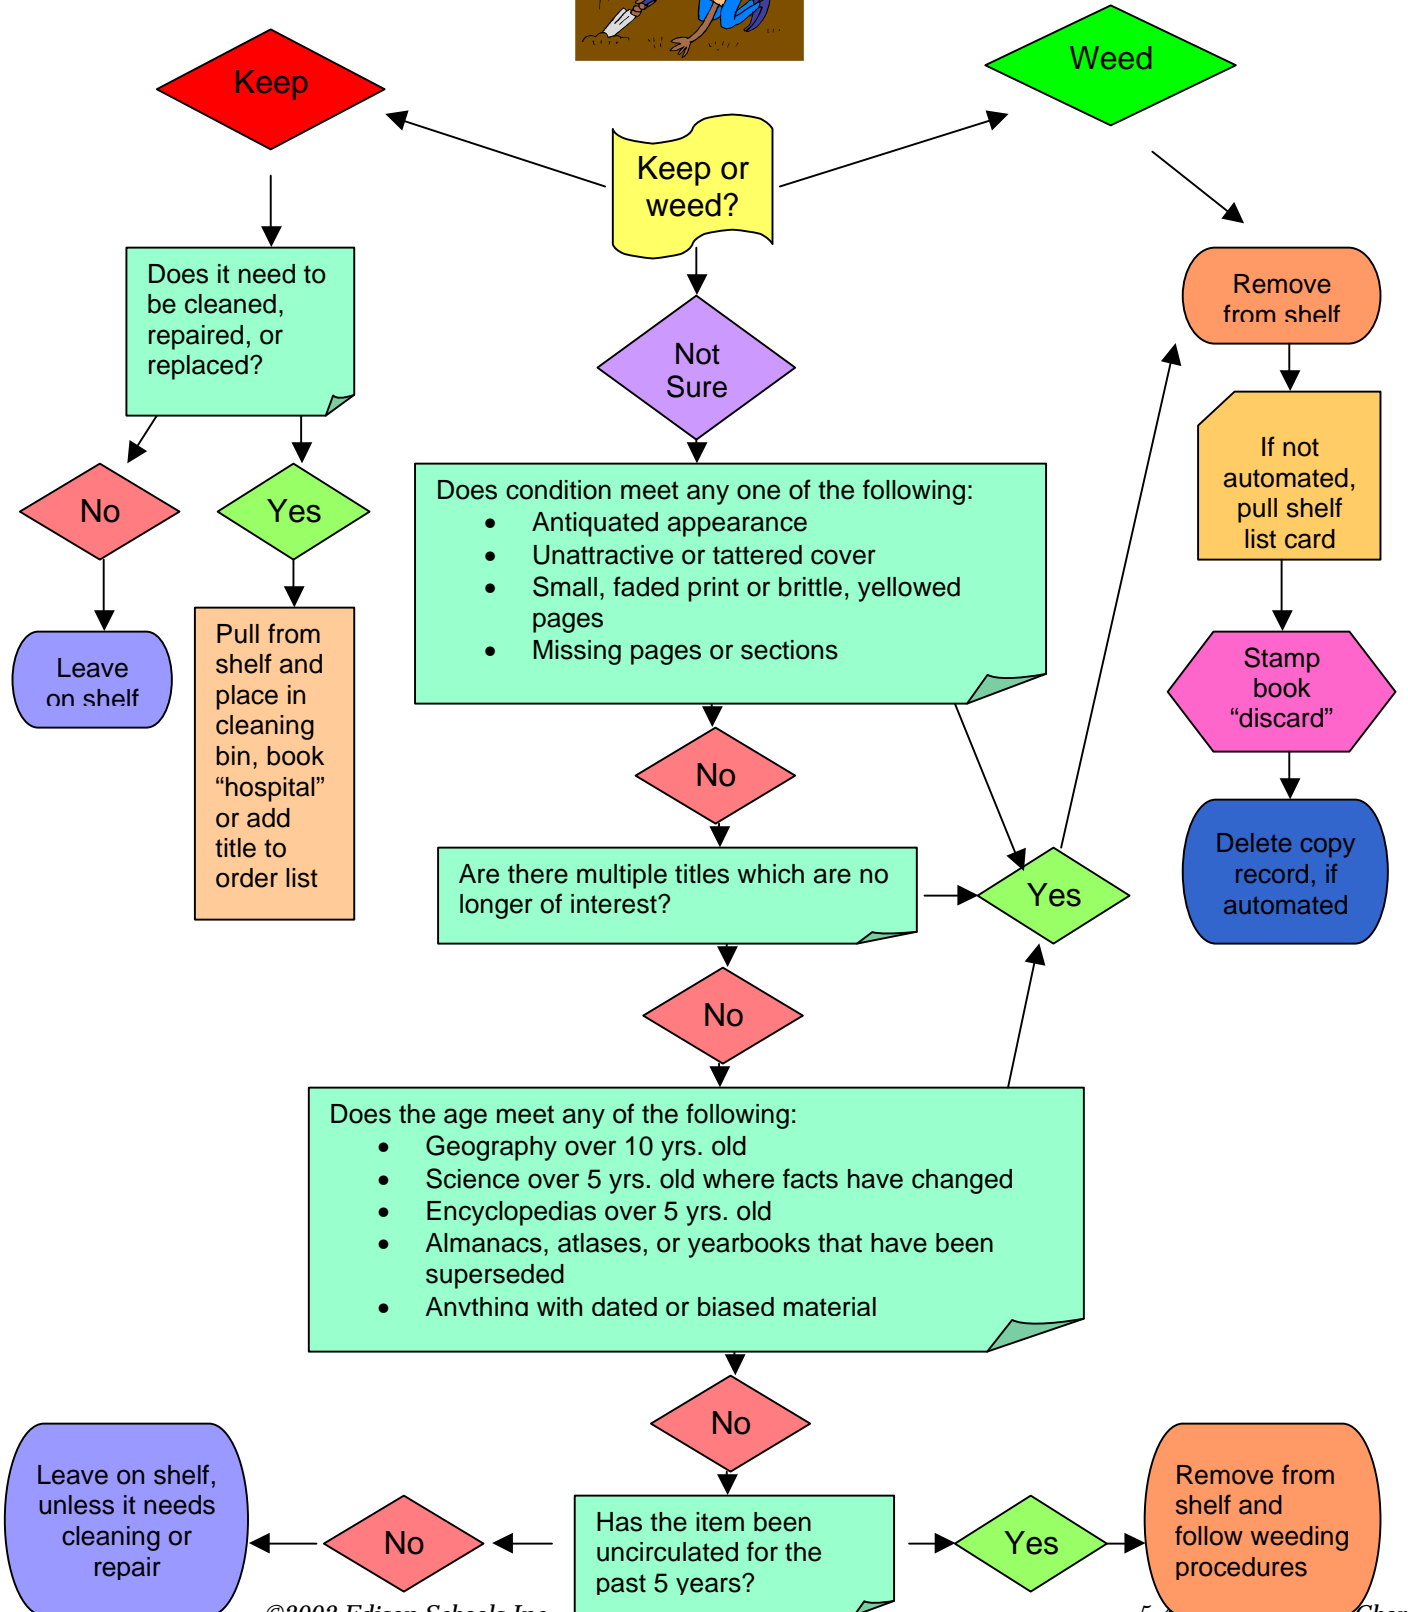 Keep
Weed
Keep or
weed?
Does it need to
be cleaned,
repaired, or
replaced?
Not
Sure
Remove
from shelf
No
Yes
Does condition meet any one of the following:
• Antiquated appearance
• Unattractive or tattered cover
• Small, faded print or brittle, yellowed
pages
• Missing pages or sections
If not
automated,
pull shelf
list card
Leave
on shelf
Pull from
shelf and
place in
cleaning
bin, book
“hospital”
or add
title to
order list
Stamp
book
“discard”
No
Delete copy
record, if
automated
Are there multiple titles which are no
longer of interest?
Yes
No
Does the age meet any of the following:
• Geography over 10 yrs. old
• Science over 5 yrs. old where facts have changed
• Encyclopedias over 5 yrs. old
• Almanacs, atlases, or yearbooks that have been
superseded
• Anything with dated or biased material
No
Leave on shelf,
unless it needs
cleaning or
repair
No
Has the item been
uncirculated for the
past 5 years?
Yes
Remove from
shelf and
follow weeding
procedures
©2002 Edison Schools Inc